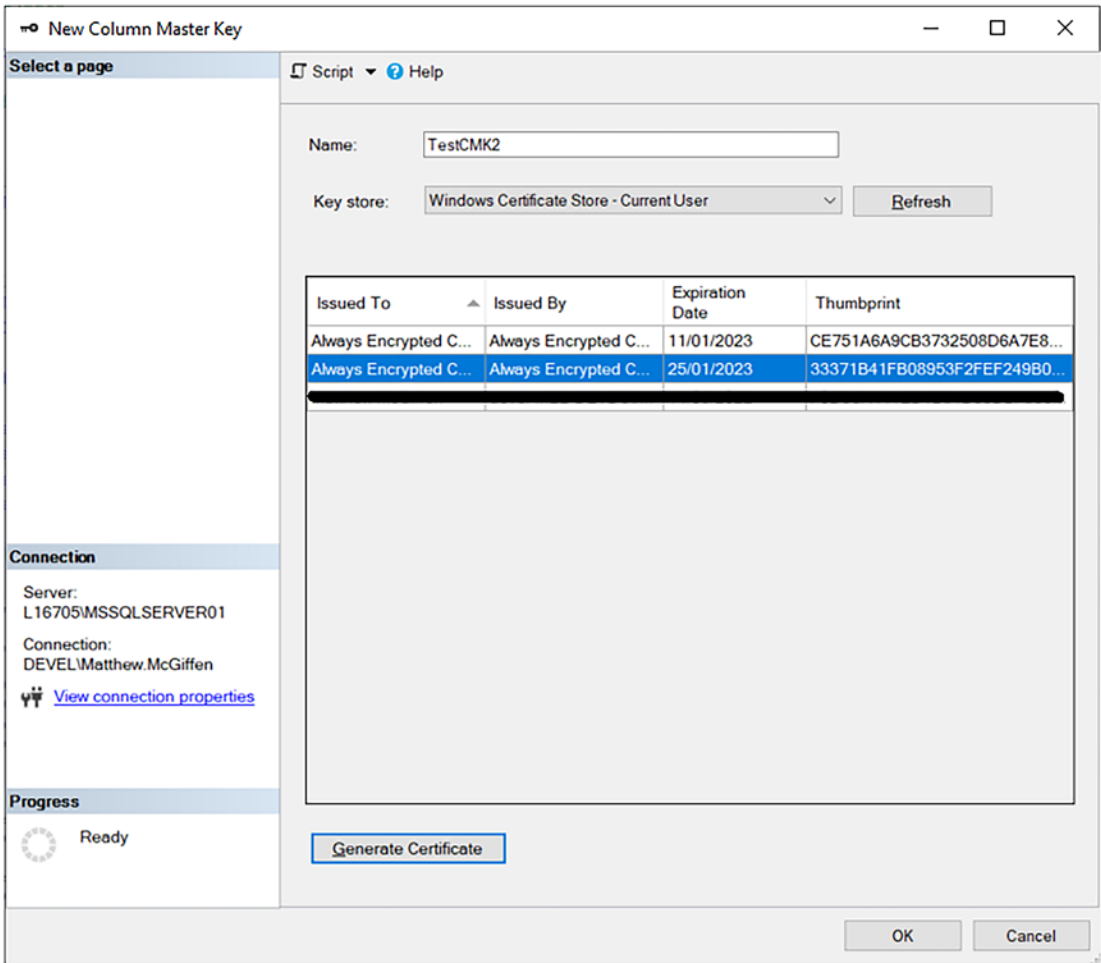 New Column Master Key
Select a page
Script Help
Name: TestCMK2
Key store: Windows Certificate Store - Current User Refresh
Issued To Issued By Expiration Date Thumbprint
Always Encrypted C... Always Encrypted C... 11/01/2023 CE751A6A9CB3732508D6A7E8...
Always Encrypted C... Always Encrypted C... 25/01/2023 33371B41FB08953F2FEF249B0...
Connection
Server:
L16705\MSSQLSERVER01
Connection:
DEVEL\Matthew.McGiffen
View connection properties
Progress
Ready
Generate Certificate
OK Cancel